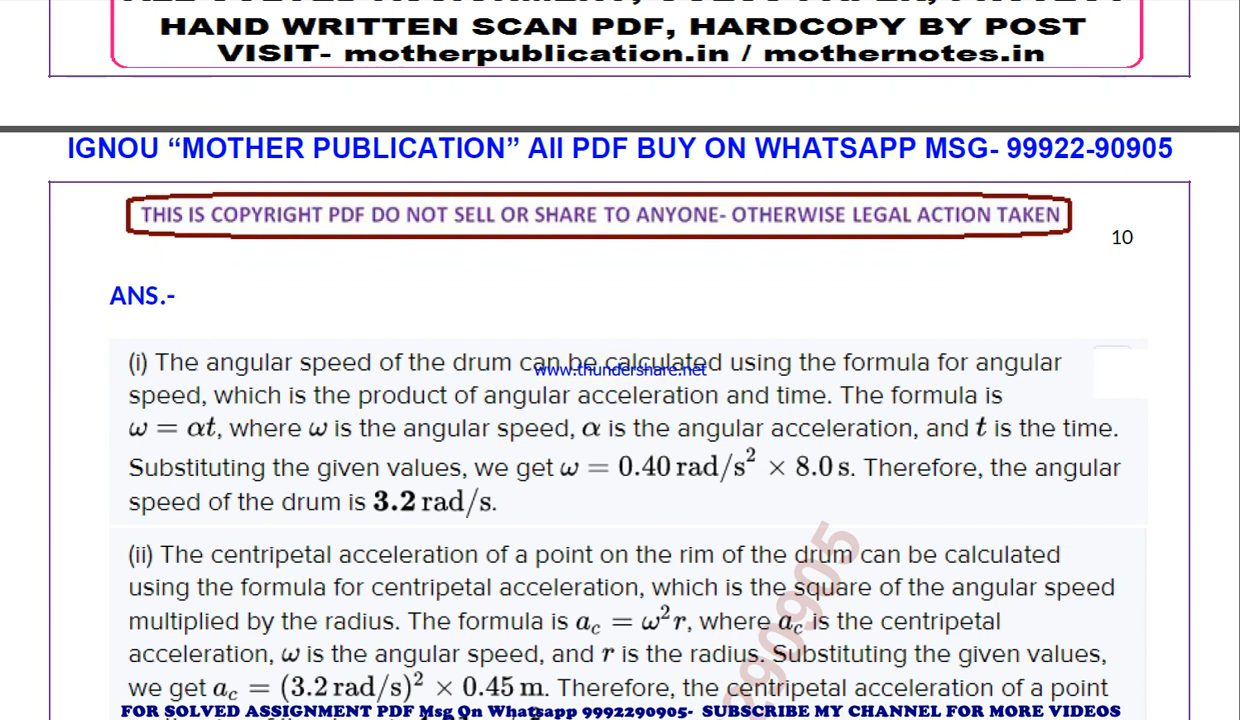 HAND WRITTEN SCAN PDF, HARDCOPY BY POST
VISIT- motherpublication.in / mothernotes.in
IGNOU “MOTHER PUBLICATION” All PDF BUY ON WHATSAPP MSG- 99922-90905
THIS IS COPYRIGHT PDF DO NOT SELL OR SHARE TO ANYONE- OTHERWISE LEGAL ACTION TAKEN
10
ANS.-
(i) The angular speed of the drum can be calculated using the formula for angular
www.thundershare.net
speed, which is the product of angular acceleration and time. The formula is
ω = αt, where ω is the angular speed, α is the angular acceleration, and t is the time.
Substituting the given values, we get ω = 0.40 rad/s² × 8.0 s. Therefore, the angular
speed of the drum is 3.2 rad/s.
(ii) The centripetal acceleration of a point on the rim of the drum can be calculated
using the formula for centripetal acceleration, which is the square of the angular speed
multiplied by the radius. The formula is a_c = ω²r, where a_c is the centripetal
acceleration, ω is the angular speed, and r is the radius. Substituting the given values,
we get a_c = (3.2 rad/s)² × 0.45 m. Therefore, the centripetal acceleration of a point
290905
FOR SOLVED ASSIGNMENT PDF Msg On Whatsapp 9992290905- SUBSCRIBE MY CHANNEL FOR MORE VIDEOS